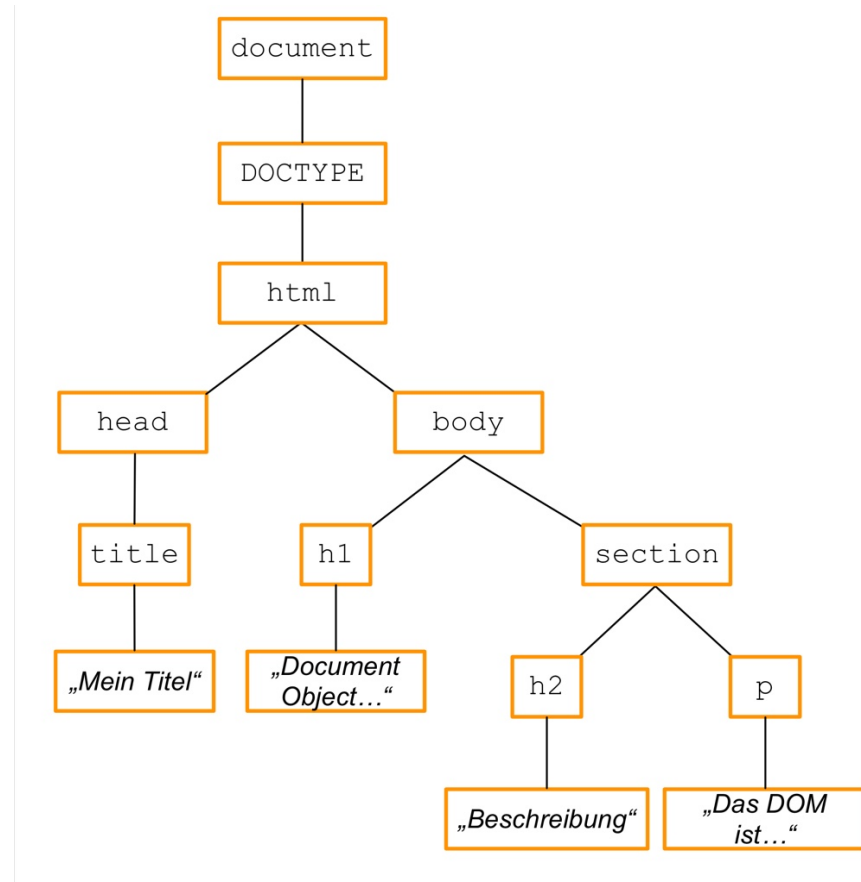 document
DOCTYPE
html
head
body
title
h1
section
„Mein Titel“
„Document
Object…“
h2
p
„Beschreibung“
„Das DOM
ist…“